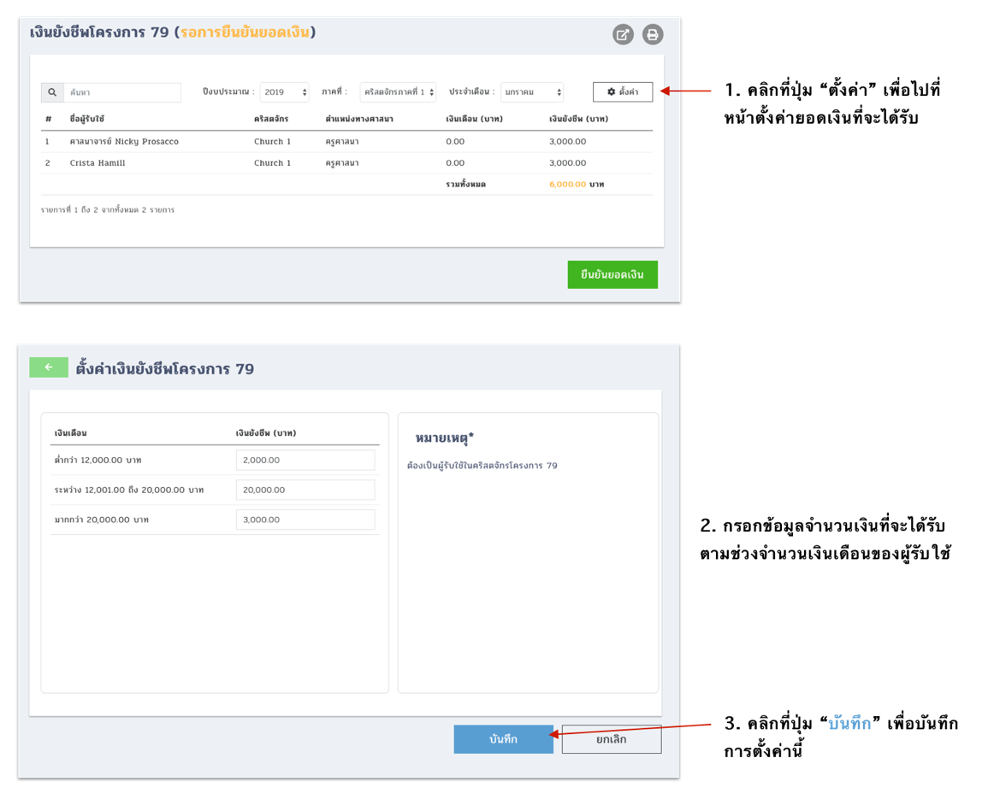 เงินยังชีพโครงการ 79 (รอการยืนยันยอดเงิน)
ค้นหา ปีงบประมาณ : 2019 ภาคที่ : คริสตจักรภาคที่ 1 ประจำเดือน : มกราคม ตั้งค่า
# ชื่อผู้รับใช้ คริสตจักร ตำแหน่งทางศาสนา เงินเดือน (บาท) เงินยังชีพ (บาท)
1 ศาสนาจารย์ Nicky Prosacco Church 1 ครูศาสนา 0.00 3,000.00
2 Crista Hamill Church 1 ครูศาสนา 0.00 3,000.00
รวมทั้งหมด 6,000.00 บาท
รายการที่ 1 ถึง 2 จากทั้งหมด 2 รายการ
ยืนยันยอดเงิน
1. คลิกที่ปุ่ม “ตั้งค่า” เพื่อไปที่
หน้าตั้งค่ายอดเงินที่จะได้รับ
ตั้งค่าเงินยังชีพโครงการ 79
เงินเดือน เงินยังชีพ (บาท)
ต่ำกว่า 12,000.00 บาท 2,000.00
ระหว่าง 12,001.00 ถึง 20,000.00 บาท 20,000.00
มากกว่า 20,000.00 บาท 3,000.00
หมายเหตุ*
ต้องเป็นผู้รับใช้ในคริสตจักรโครงการ 79
2. กรอกข้อมูลจำนวนเงินที่จะได้รับ
ตามช่วงจำนวนเงินเดือนของผู้รับใช้
บันทึก ยกเลิก
3. คลิกที่ปุ่ม “บันทึก” เพื่อบันทึก
การตั้งค่านี้